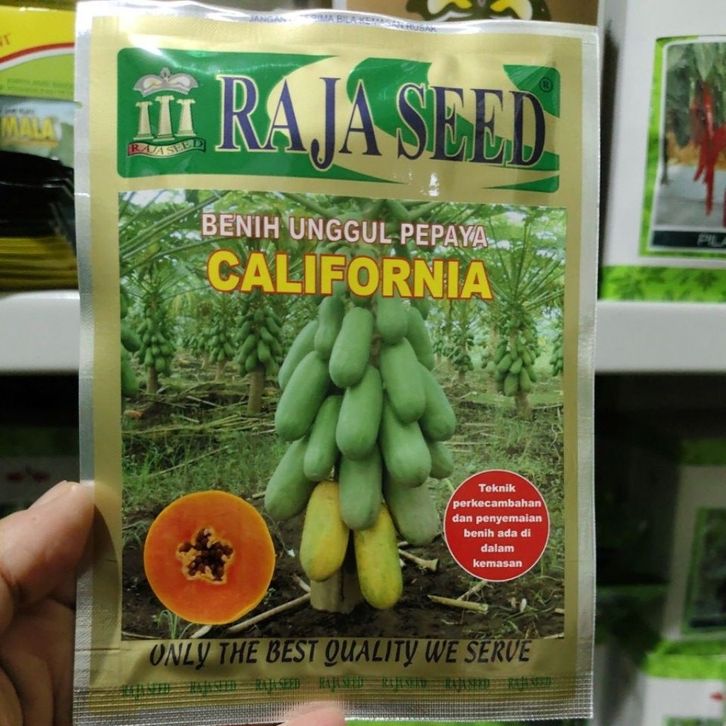 JANGAN TERIMA BILA KEMASAN RUSAK
RAJA SEED
RAJA SEED®
MALA
BENIH UNGGUL PEPAYA
CALIFORNIA
Teknik
perkecambahan
dan penyemaian
benih ada di
dalam
kemasan
ONLY THE BEST QUALITY WE SERVE
RAJA SEED RAJA SEED RAJA SEED RAJA SEED RAJA SEED RAJA SEED RAJA SEED